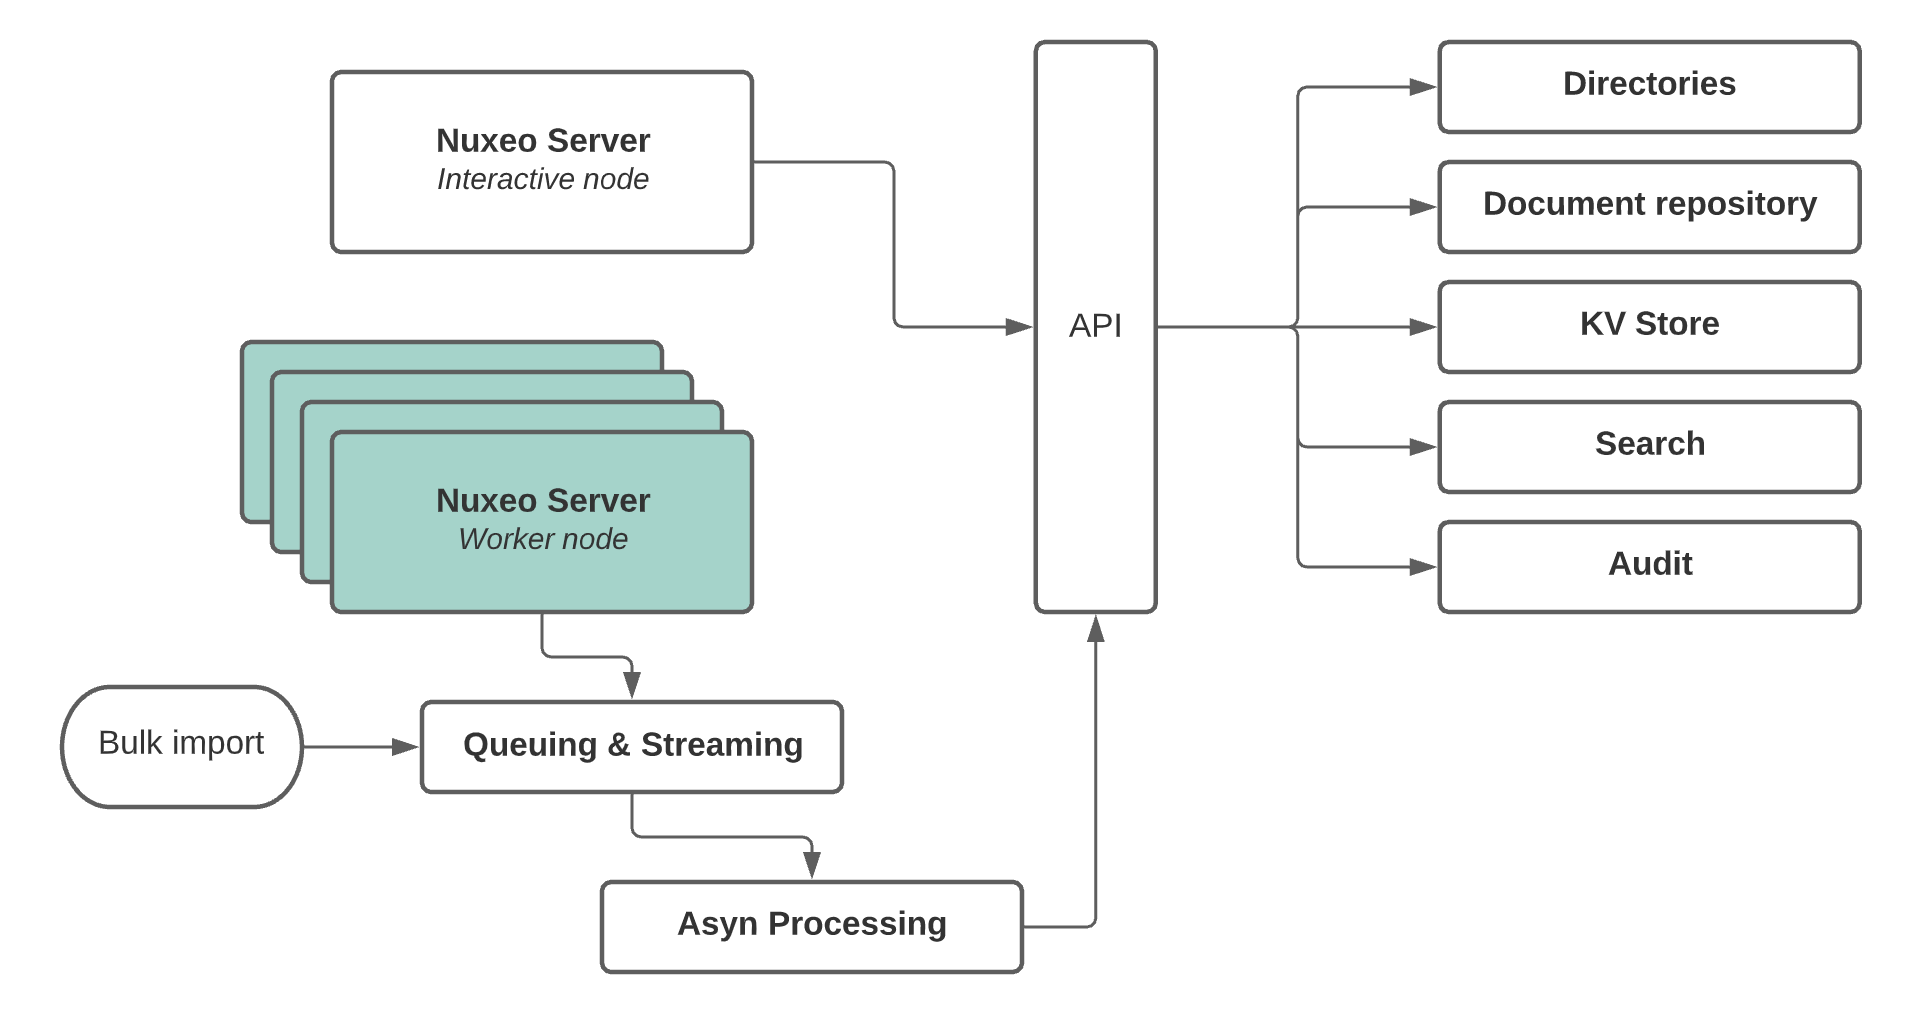 Nuxeo Server
Interactive node
Nuxeo Server
Worker node
Bulk import
Queuing & Streaming
Asyn Processing
API
Directories
Document repository
KV Store
Search
Audit